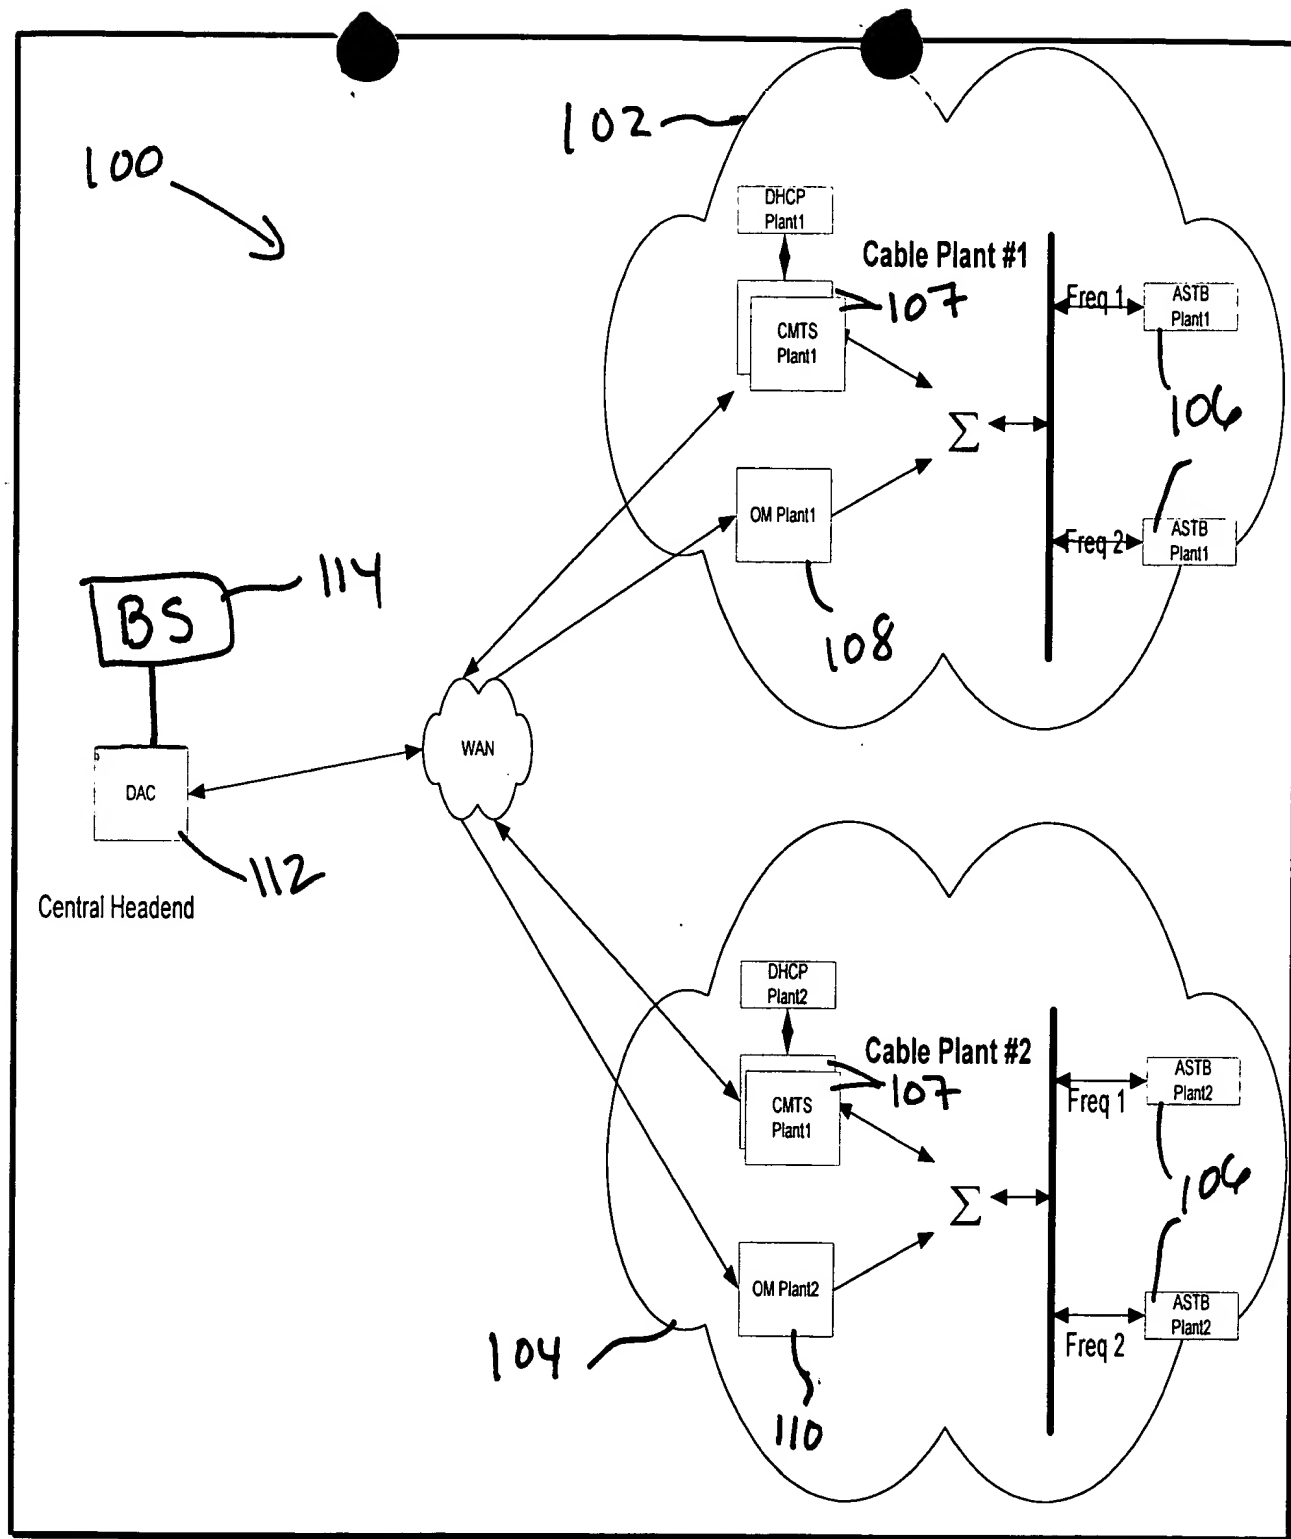 102
100
DHCP
Plant1
Cable Plant #1
107
CMTS
Plant1
Freq 1
ASTB
Plant1
106
Σ
OM Plant1
Freq 2
ASTB
Plant1
108
BS
114
WAN
DAC
112
Central Headend
DHCP
Plant2
Cable Plant #2
107
CMTS
Plant1
Freq 1
ASTB
Plant2
106
Σ
OM Plant2
ASTB
Plant2
Freq 2
104
110